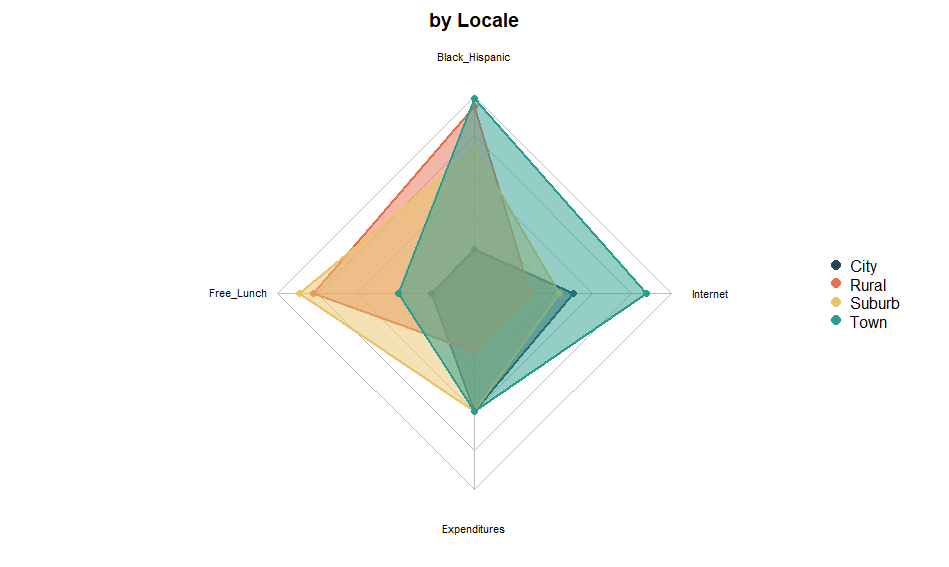 by Locale
Black_Hispanic
Free_Lunch
Internet
City
Rural
Suburb
Town
Expenditures